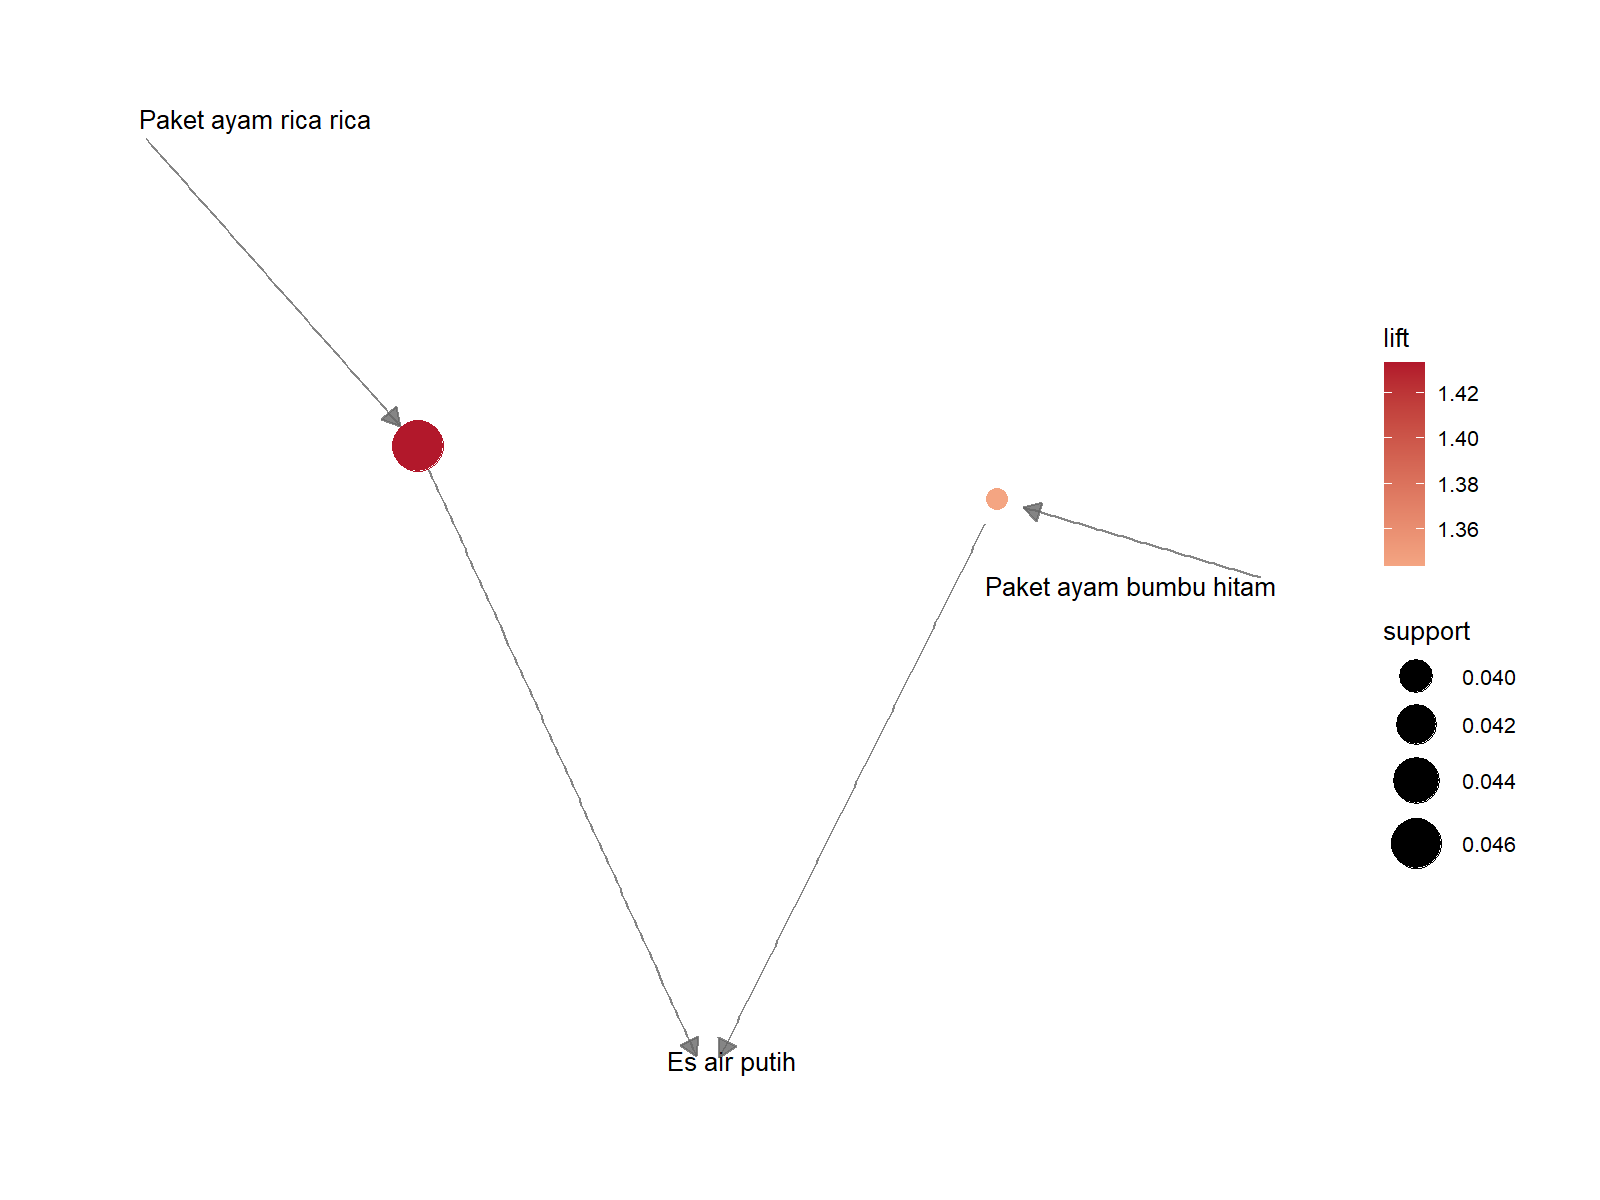 Paket ayam rica rica
Paket ayam bumbu hitam
Es air putih
lift
1.42
1.40
1.38
1.36
support
0.040
0.042
0.044
0.046